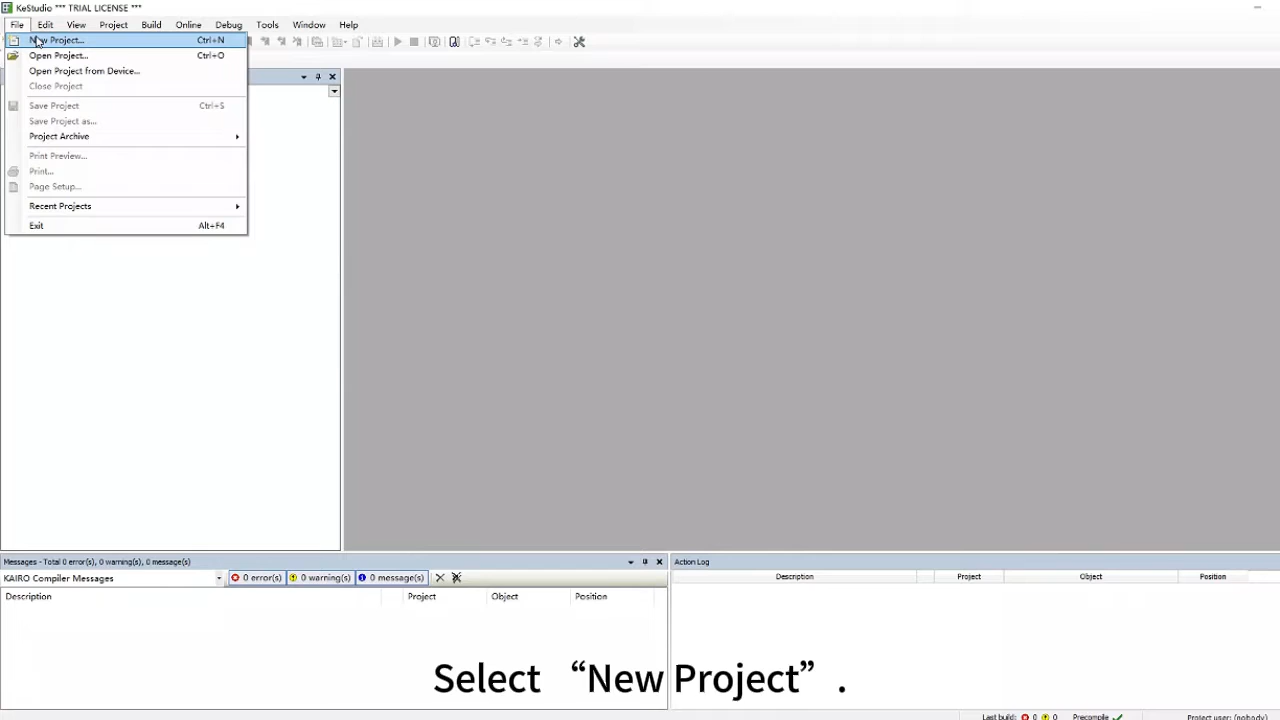 KeStudio *** TRIAL LICENSE ***
File Edit View Project Build Online Debug Tools Window Help
New Project... Ctrl+N
Open Project... Ctrl+O
Open Project from Device...
Close Project
Save Project Ctrl+S
Save Project as...
Project Archive
Print Preview...
Print...
Page Setup...
Recent Projects
Exit Alt+F4
Messages - Total 0 error(s), 0 warning(s), 0 message(s)
Action Log
KAIRO Compiler Messages 0 error(s) 0 warning(s) 0 message(s)
Description Project Object Position
Description Project Object Position
Select “New Project”.
Last build: 0 0 Precompile Project user: (nobody)